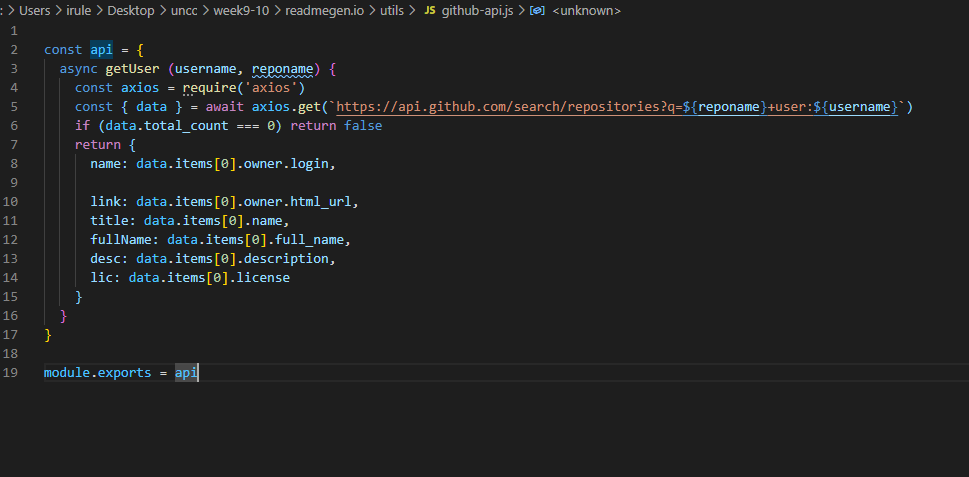 : > Users > irule > Desktop > uncc > week9-10 > readmegen.io > utils > JS github-api.js > <unknown>
1
2 const api = {
3 async getUser (username, reponame) {
4 const axios = require('axios')
5 const { data } = await axios.get(`https://api.github.com/search/repositories?q=${reponame}+user:${username}`)
6 if (data.total_count === 0) return false
7 return {
8 name: data.items[0].owner.login,
9
10 link: data.items[0].owner.html_url,
11 title: data.items[0].name,
12 fullName: data.items[0].full_name,
13 desc: data.items[0].description,
14 lic: data.items[0].license
15 }
16 }
17 }
18
19 module.exports = api